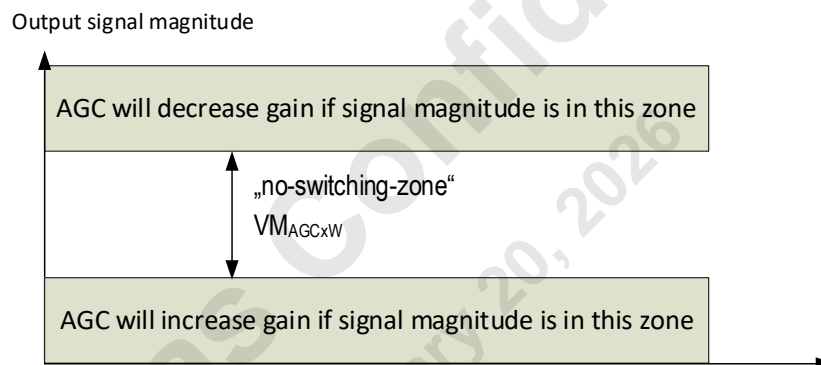 Output signal magnitude
AGC will decrease gain if signal magnitude is in this zone
„no-switching-zone“
VMAGCxW
AGC will increase gain if signal magnitude is in this zone